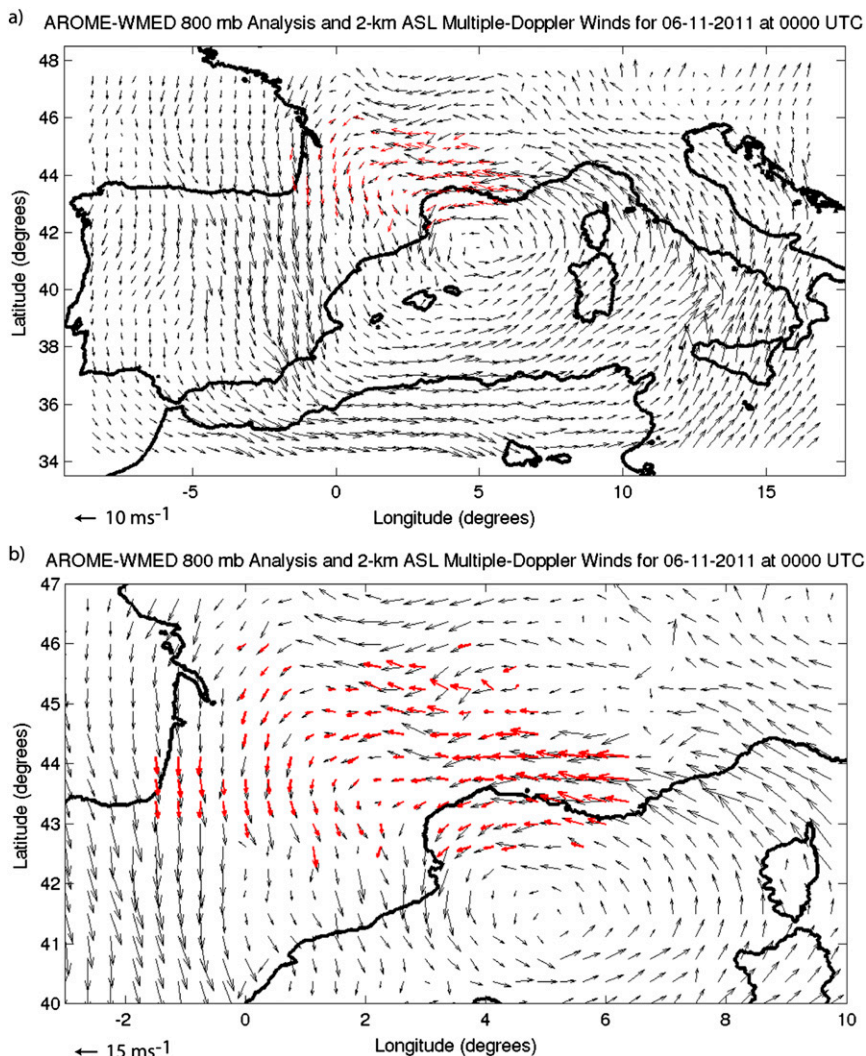 a)
AROME-WMED 800 mb Analysis and 2-km ASL Multiple-Doppler Winds for 06-11-2011 at 0000 UTC
48
46
44
42
40
38
36
34
Latitude (degrees)
-5
0
5
10
15
10 ms-1
Longitude (degrees)
b)
AROME-WMED 800 mb Analysis and 2-km ASL Multiple-Doppler Winds for 06-11-2011 at 0000 UTC
47
46
45
44
43
42
41
40
Latitude (degrees)
-2
0
2
4
6
8
10
15 ms-1
Longitude (degrees)